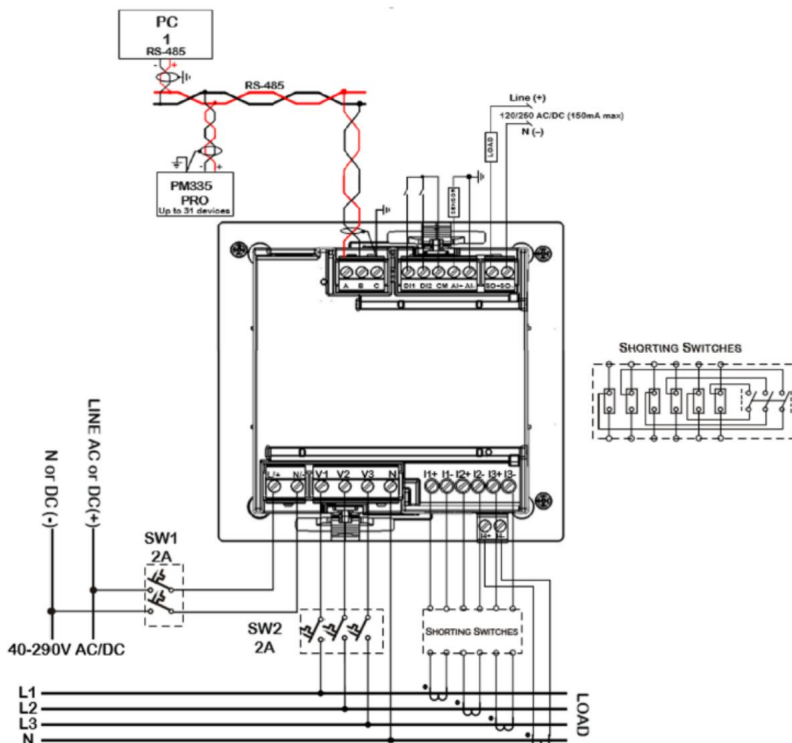 PC
1
RS-485
- +
RS-485
Line (+)
120/250 AC/DC (150mA max)
N (-)
LOAD
- +
PM335
PRO
Up to 31 devices
SENSOR
A B C
DI1 DI2 CM AI+ AI-
SO+ SO-
SHORTING SWITCHES
L/+ N/- V1 V2 V3 N
I1+ I1- I2+ I2- I3+ I3-
N or DC (-)
LINE AC or DC(+)
SW1
2A
SW2
2A
SHORTING SWITCHES
40-290V AC/DC
L1
L2
L3
N
LOAD